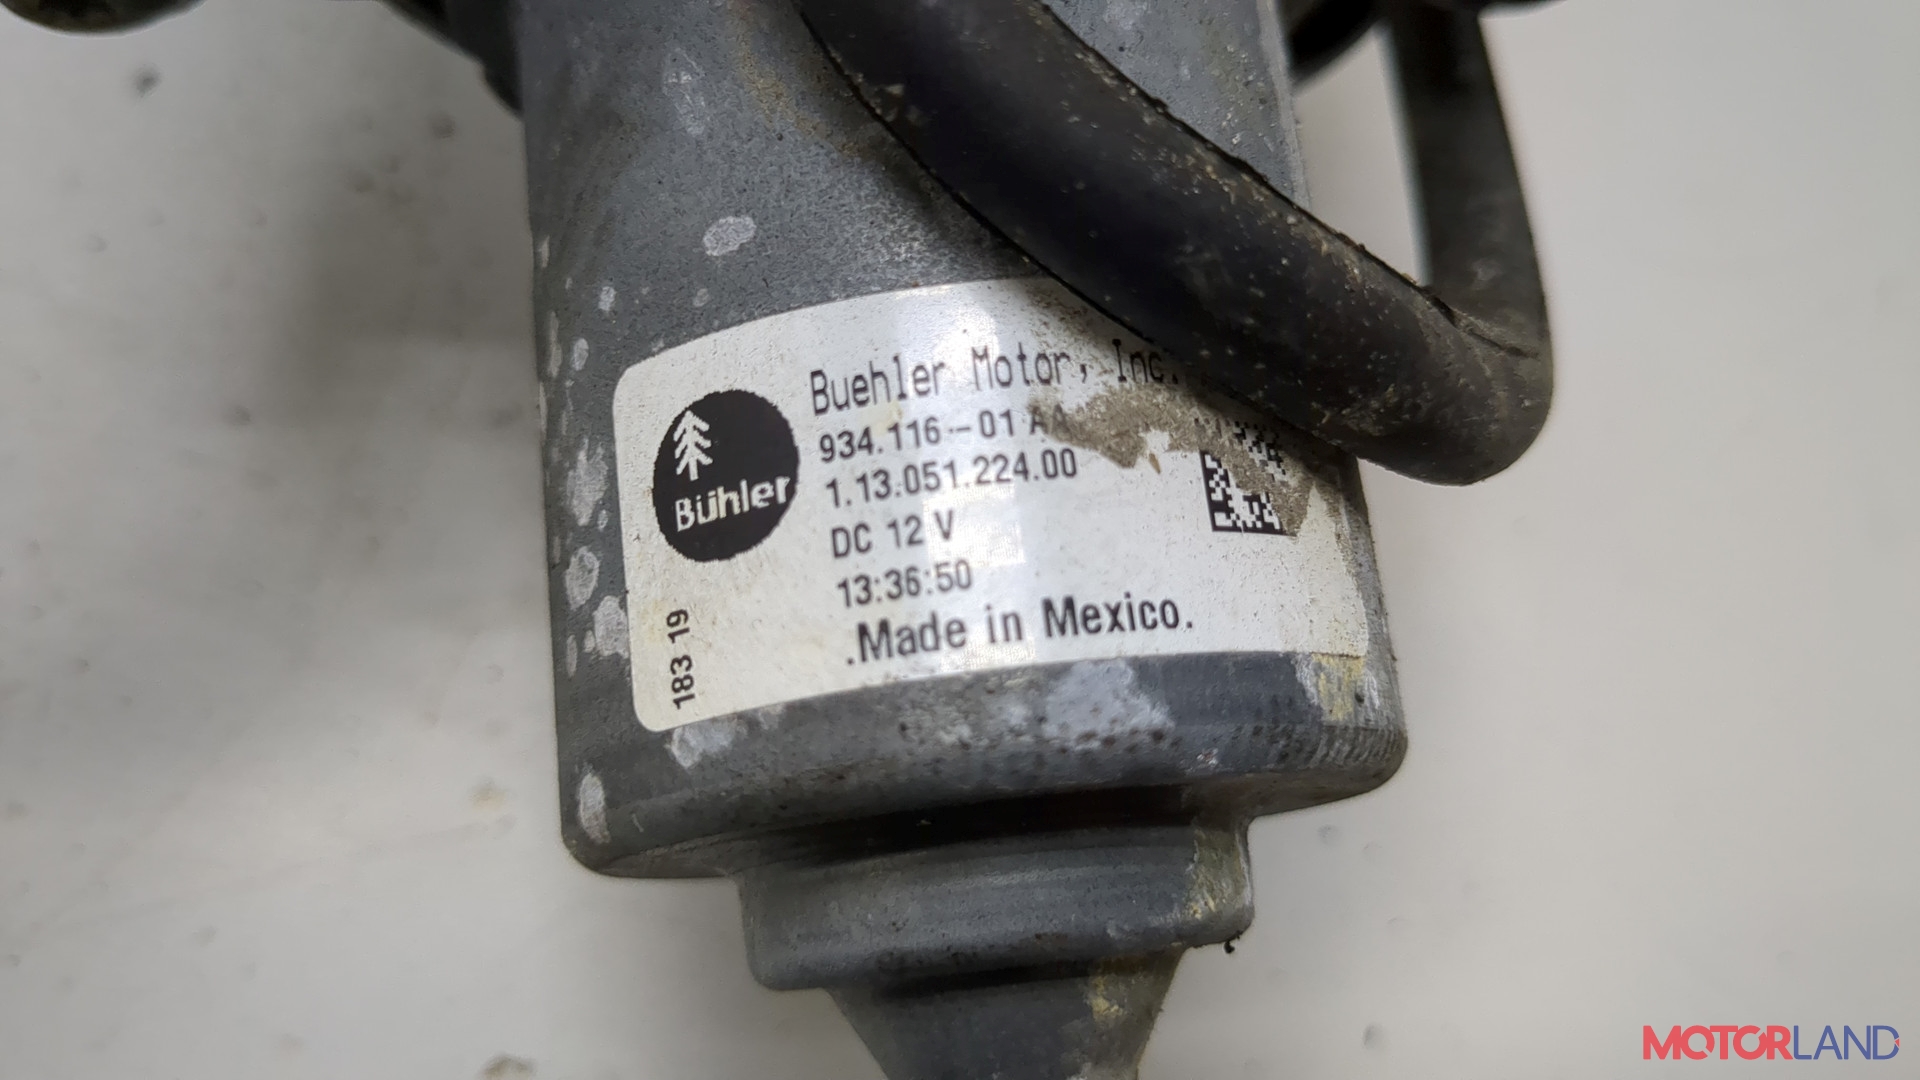 Buehler Motor, Inc.
934.116-01 AA
1.13.051.224.00
DC 12 V
13:36:50
.Made in Mexico.
Bühler
183 19
MOTORLAND